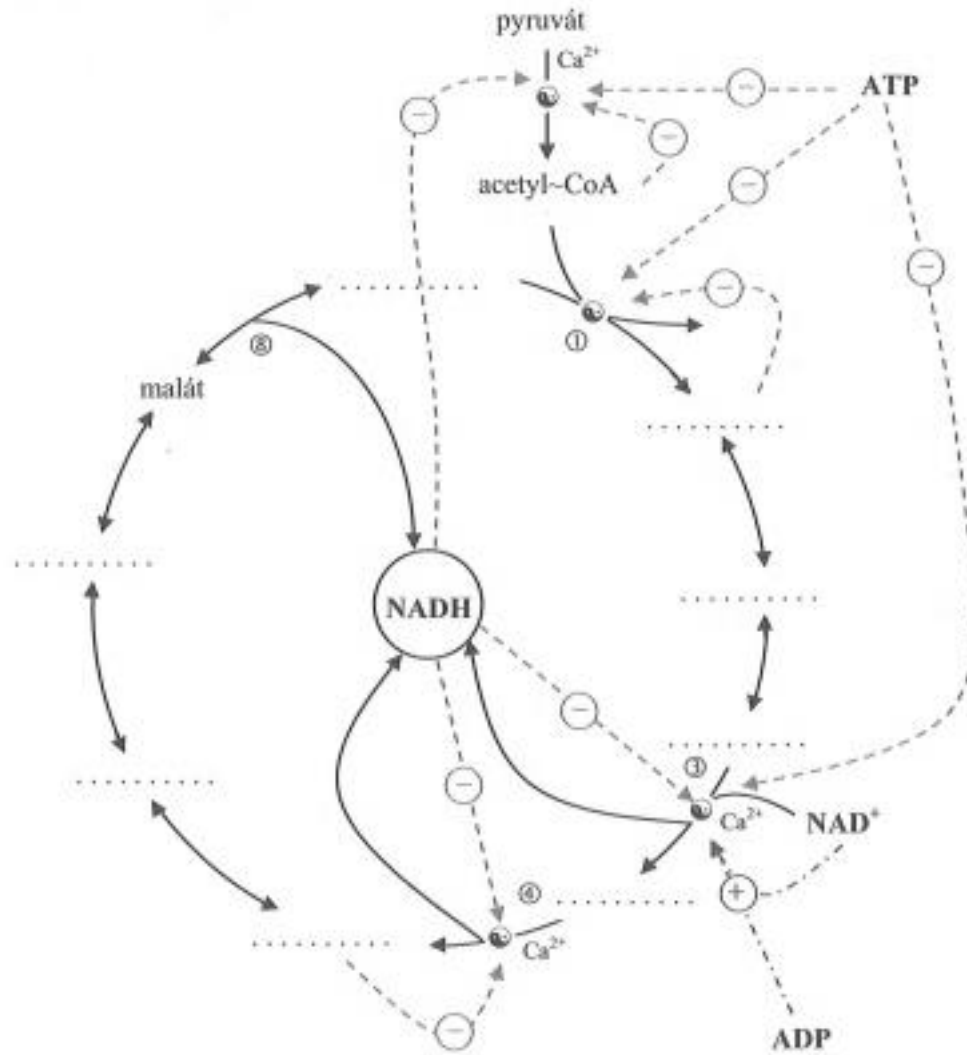 pyruvát
Ca²⁺
ATP
−
−
−
acetyl~CoA
−
−
−
①
⑧
malát
NADH
−
−
③
Ca²⁺
NAD⁺
④
+
Ca²⁺
−
ADP